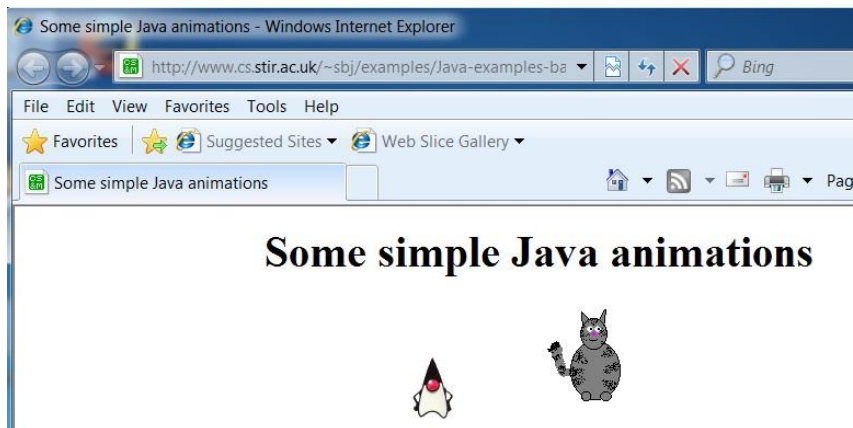 Some simple Java animations - Windows Internet Explorer
http://www.cs.stir.ac.uk/~sbj/examples/Java-examples-ba
Bing
File Edit View Favorites Tools Help
Favorites Suggested Sites Web Slice Gallery
Some simple Java animations
Pag
Some simple Java animations